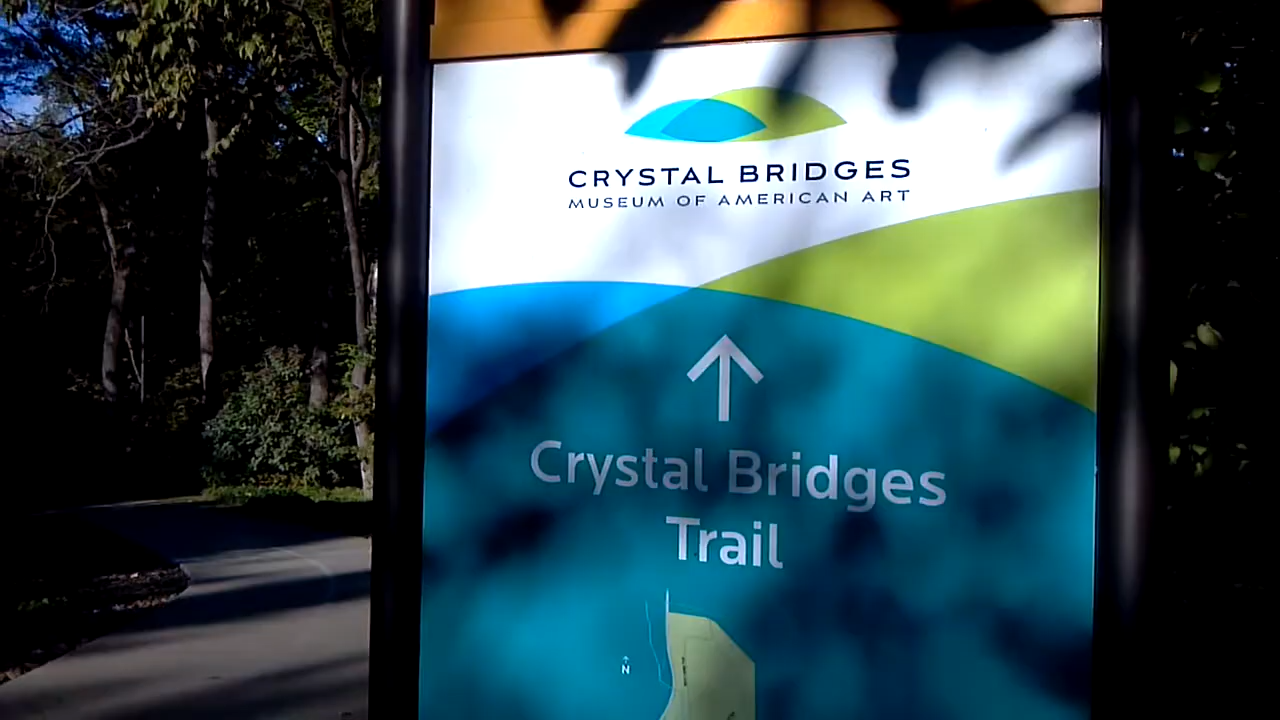 CRYSTAL BRIDGES
MUSEUM OF AMERICAN ART
Crystal Bridges
Trail
N